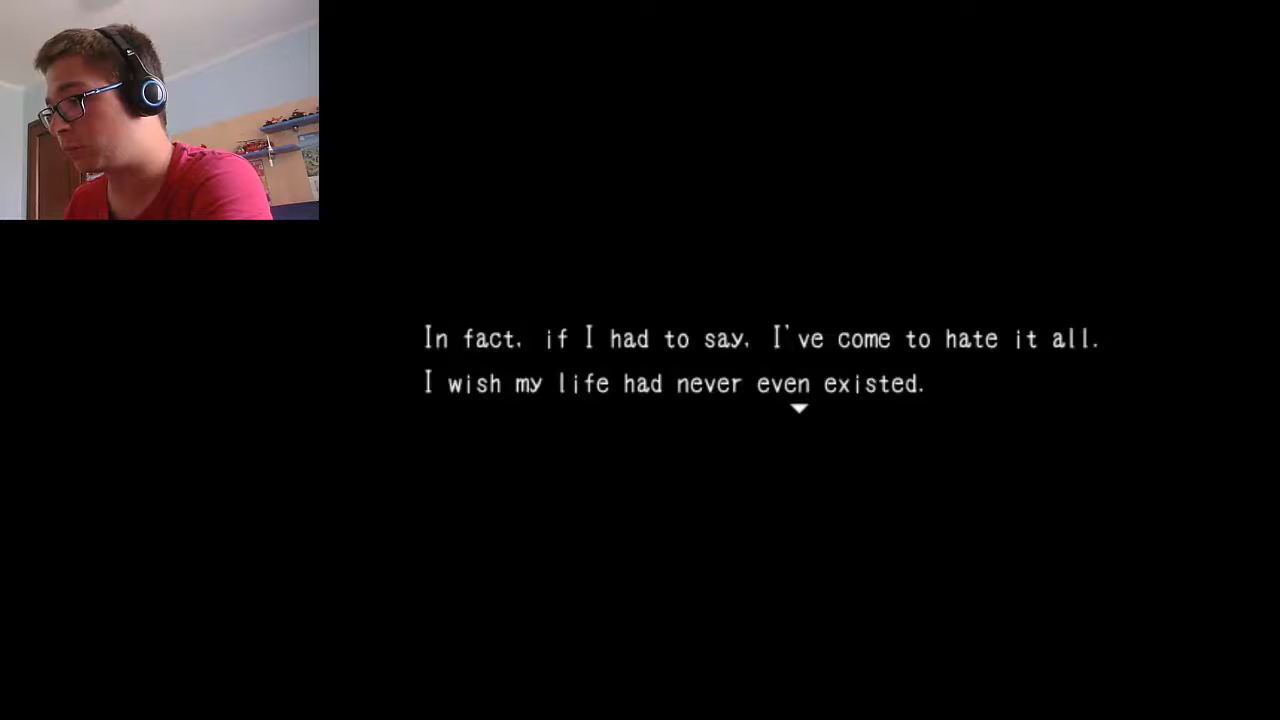 In fact, if I had to say, I've come to hate it all.
I wish my life had never even existed.